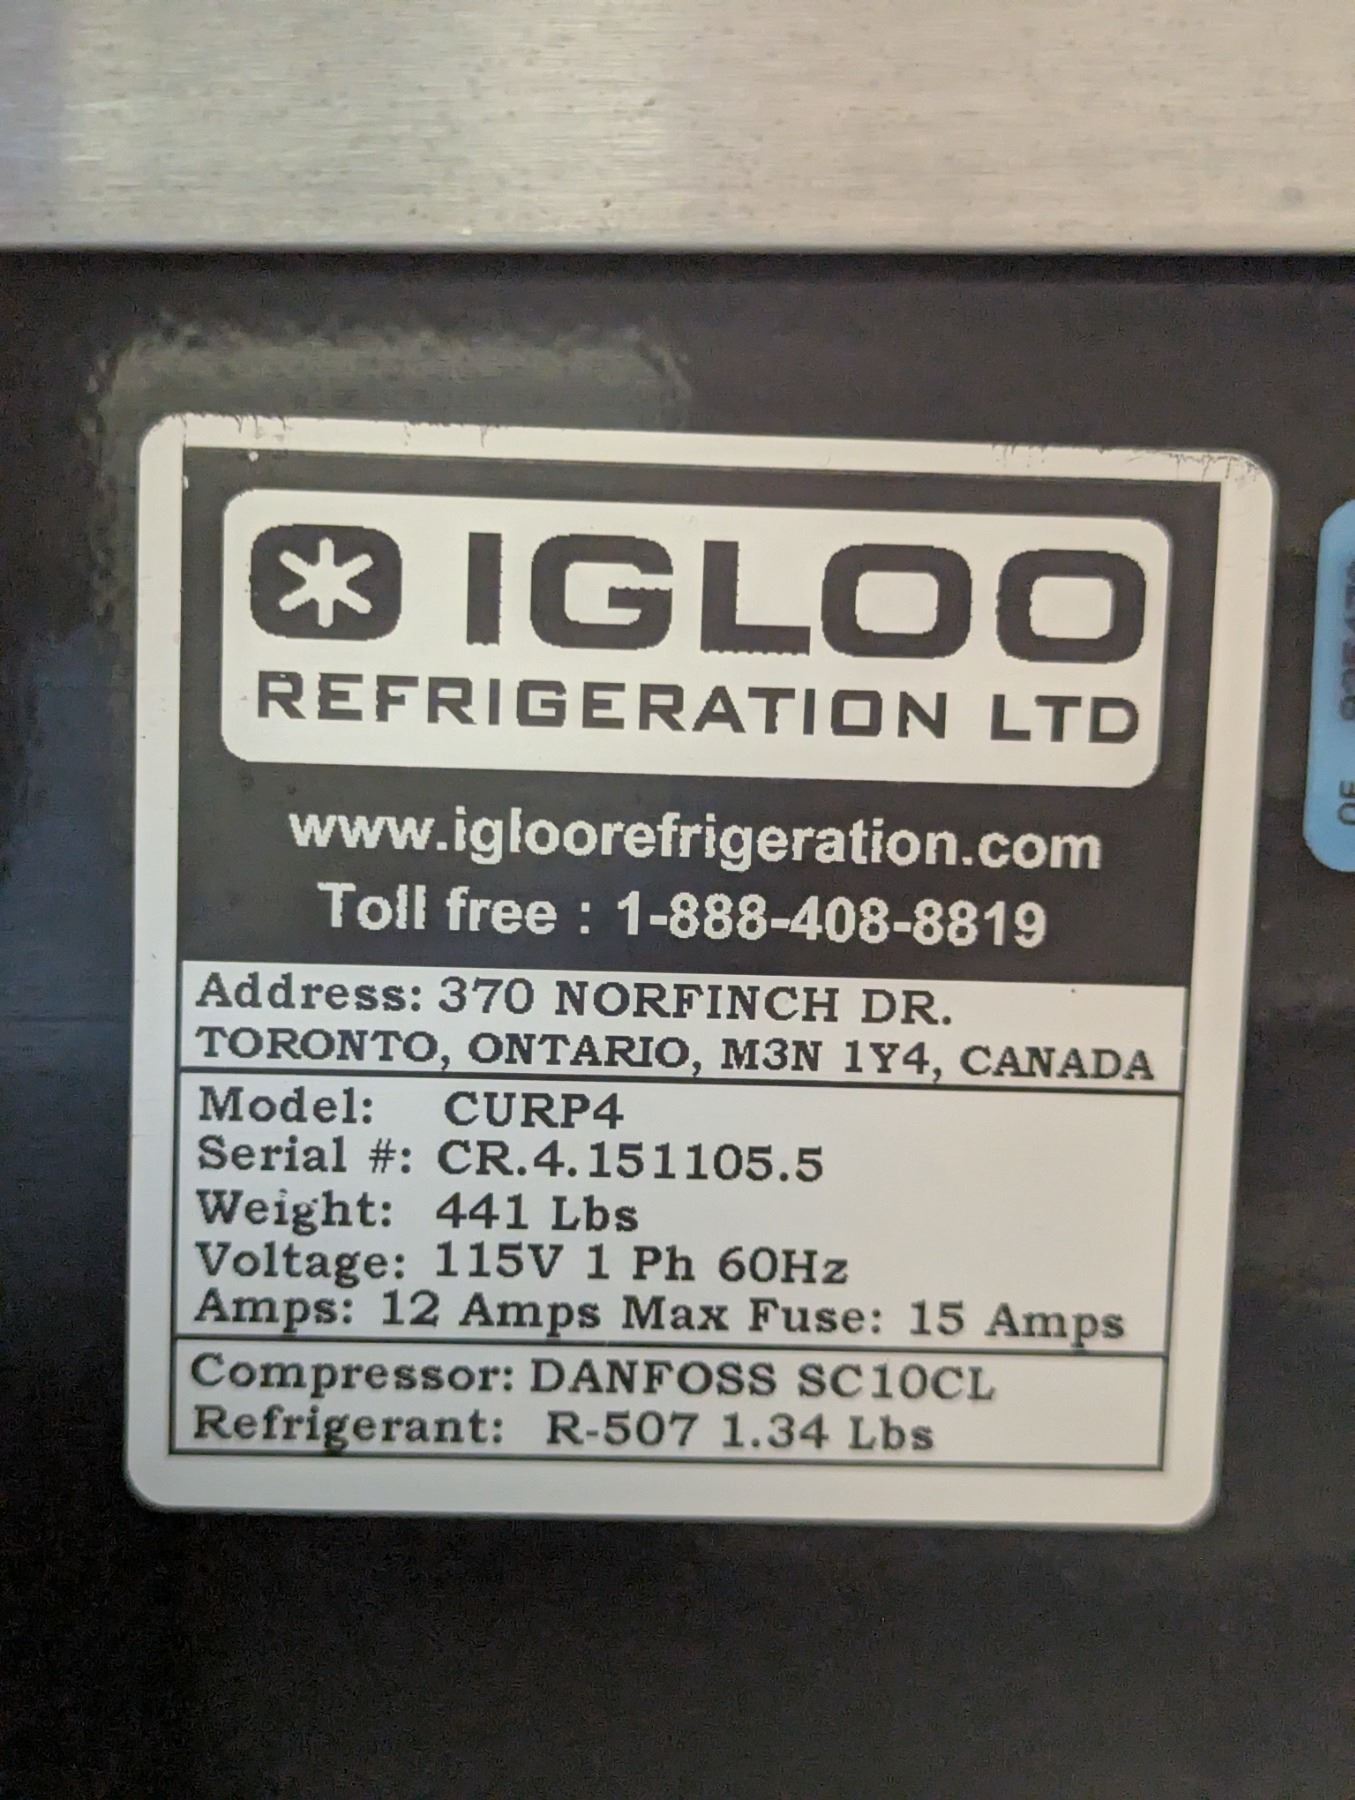 IGLOO
REFRIGERATION LTD
www.igloorefrigeration.com
Toll free : 1-888-408-8819
Address: 370 NORFINCH DR.
TORONTO, ONTARIO, M3N 1Y4, CANADA
Model: CURP4
Serial #: CR.4.151105.5
Weight: 441 Lbs
Voltage: 115V 1 Ph 60Hz
Amps: 12 Amps Max Fuse: 15 Amps
Compressor: DANFOSS SC10CL
Refrigerant: R-507 1.34 Lbs